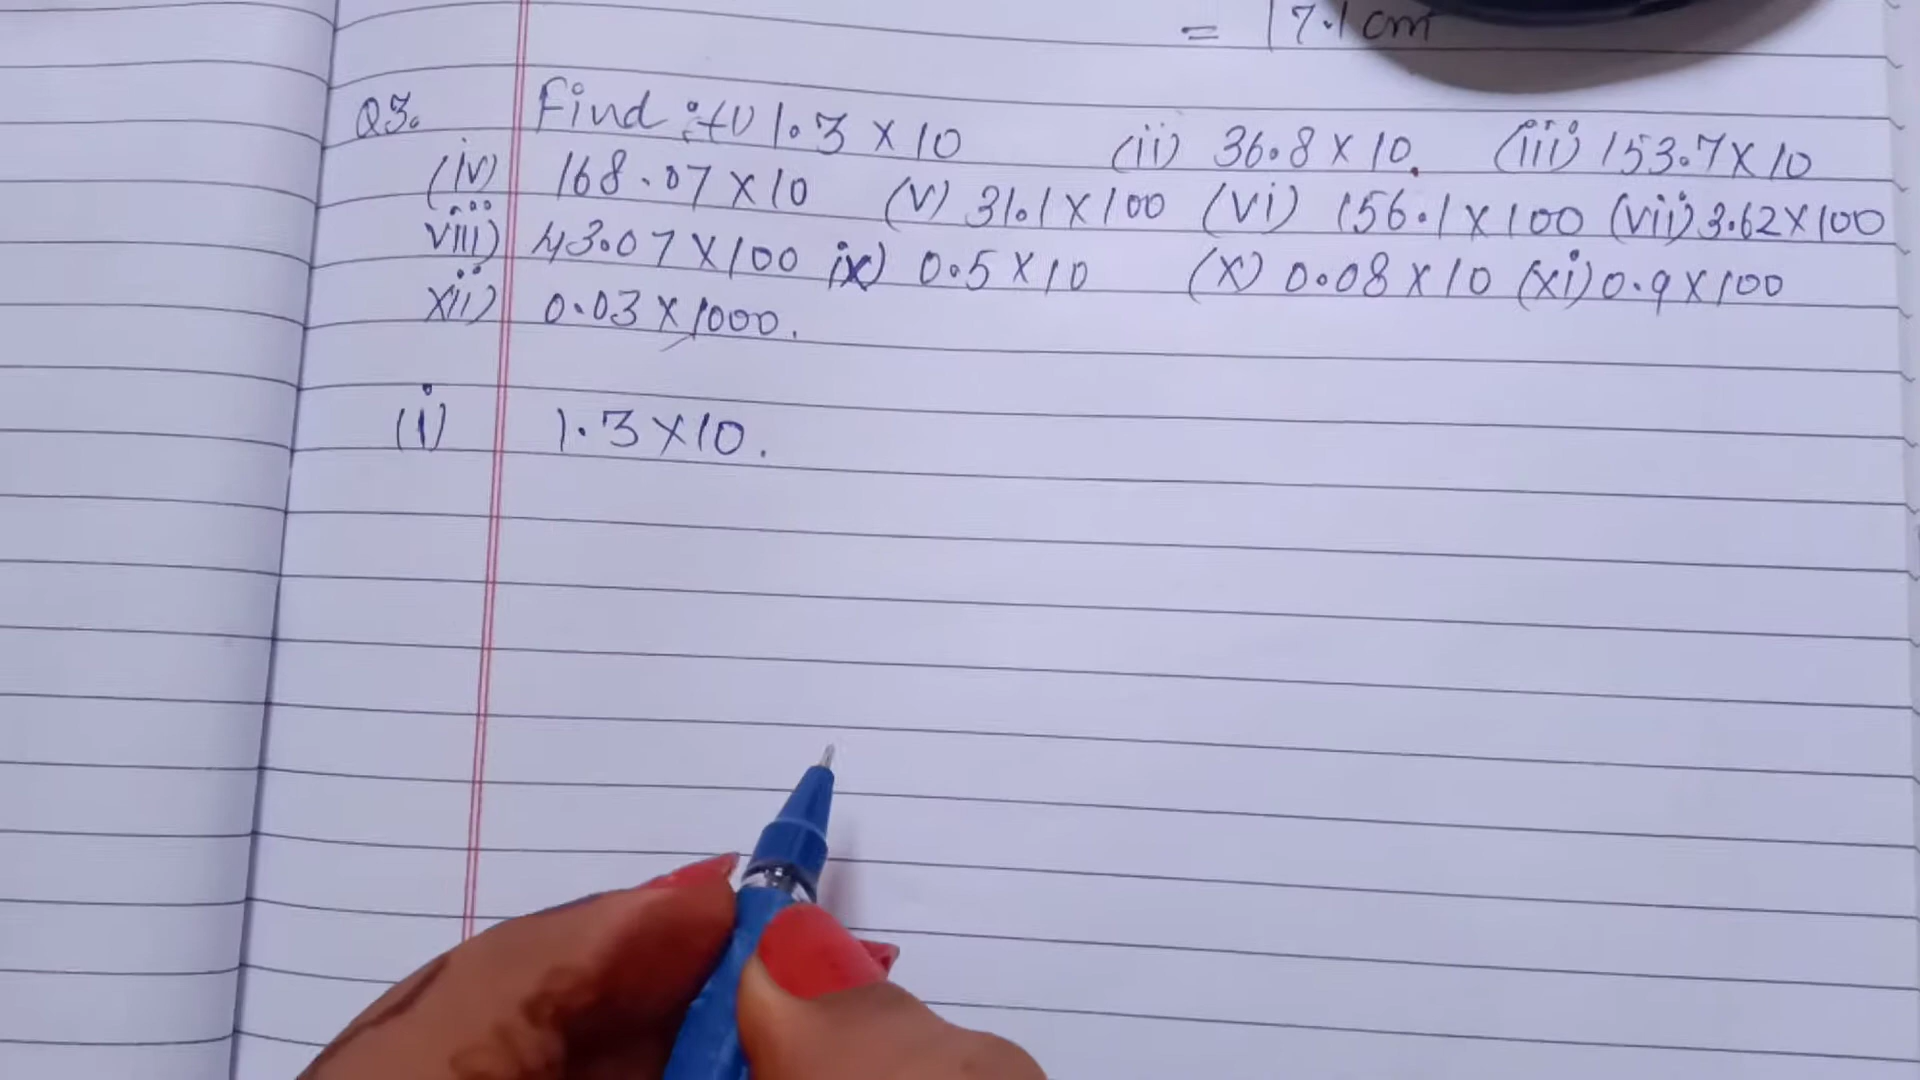 = 17.1 cm
Q3. Find :(i) 1.3 × 10 (ii) 36.8 × 10. (iii) 153.7 × 10
(iv) 168.07 × 10 (v) 31.1 × 100 (vi) 156.1 × 100 (vii) 3.62 × 100
viii) 43.07 × 100 ix) 0.5 × 10 (x) 0.08 × 10 (xi) 0.9 × 100
xii) 0.03 × 1000.
(i) 1.3 × 10.